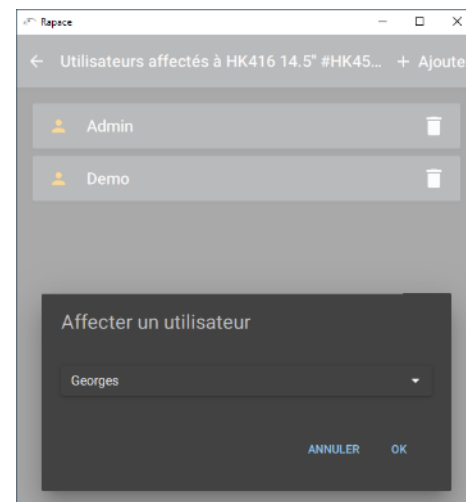 Rapace
Utilisateurs affectés à HK416 14.5" #HK45... + Ajoute
Admin
Demo
Affecter un utilisateur
Georges
ANNULER OK